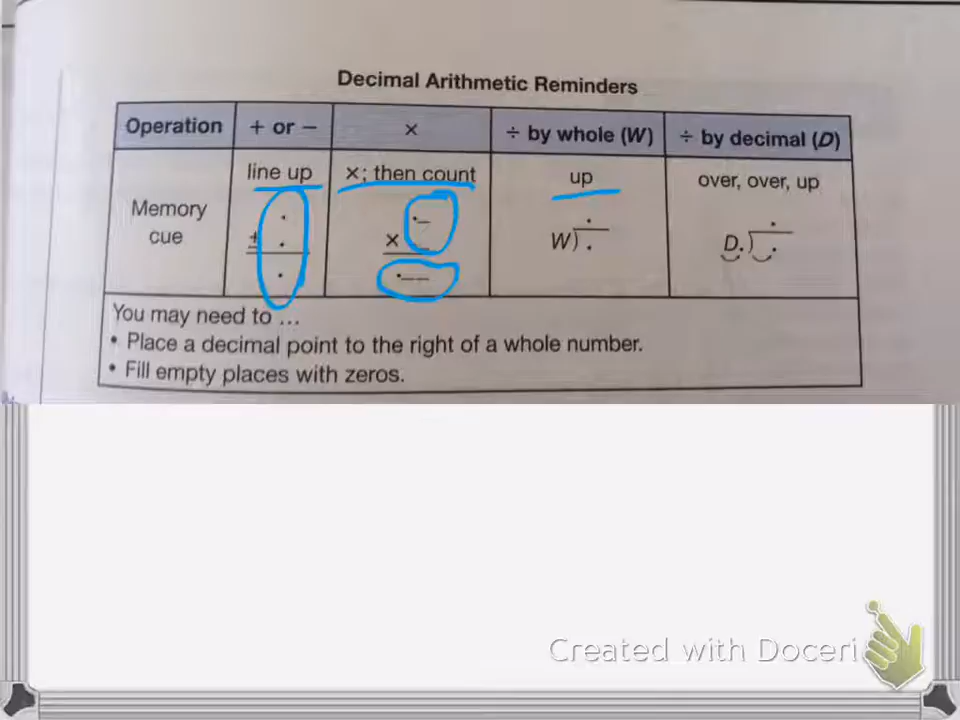 Decimal Arithmetic Reminders
Operation + or − × ÷ by whole (W) ÷ by decimal (D)
Memory cue line up × ; then count up over, over, up
± × W) . D.) .
You may need to ...
• Place a decimal point to the right of a whole number.
• Fill empty places with zeros.
Created with Doceri